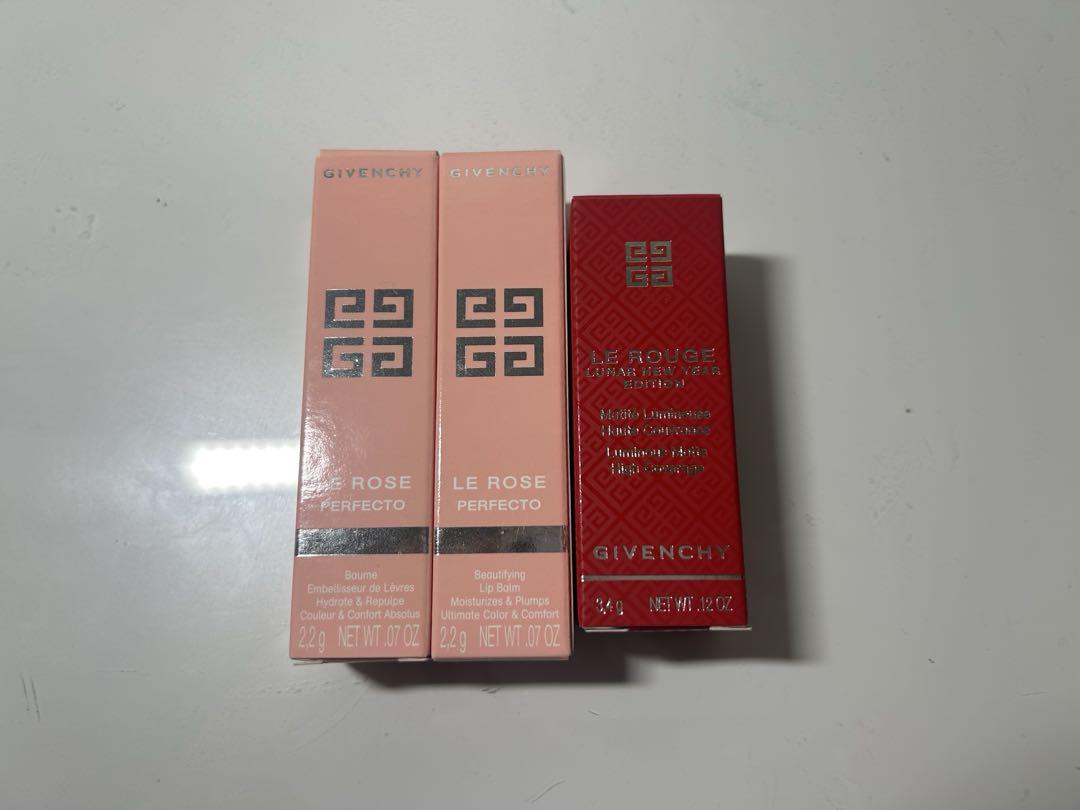 GIVENCHY
LE ROSE
PERFECTO
Baume
Embellisseur de Lèvres
Hydrate & Repulpe
Couleur & Confort Absolus
2,2 g NET WT .07 OZ
GIVENCHY
LE ROSE
PERFECTO
Beautifying
Lip Balm
Moisturizes & Plumps
Ultimate Color & Comfort
2,2 g NET WT .07 OZ
LE ROUGE
LUNAR NEW YEAR
EDITION
Matité Lumineuse
Haute Couvrance
Luminous Matte
High Coverage
GIVENCHY
3,4 g NET WT .12 OZ